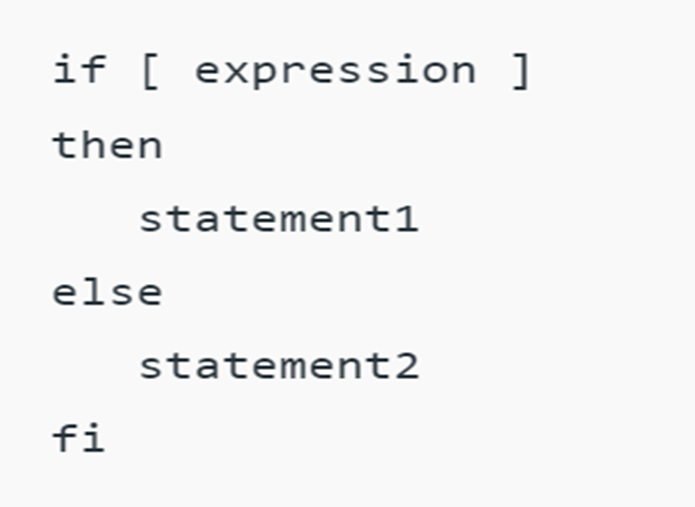 if [ expression ]
then
   statement1
else
   statement2
fi